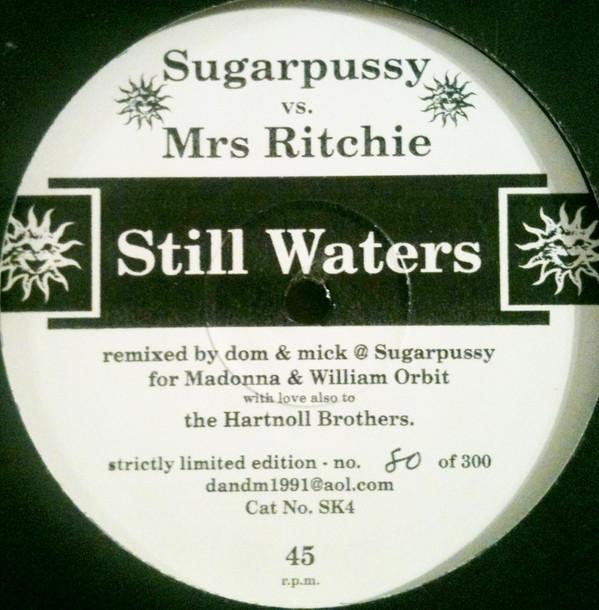 Sugarpussy
vs.
Mrs Ritchie
Still Waters
remixed by dom & mick @ Sugarpussy
for Madonna & William Orbit
with love also to
the Hartnoll Brothers.
strictly limited edition - no. 80 of 300
dandm1991@aol.com
Cat No. SK4
45
r.p.m.